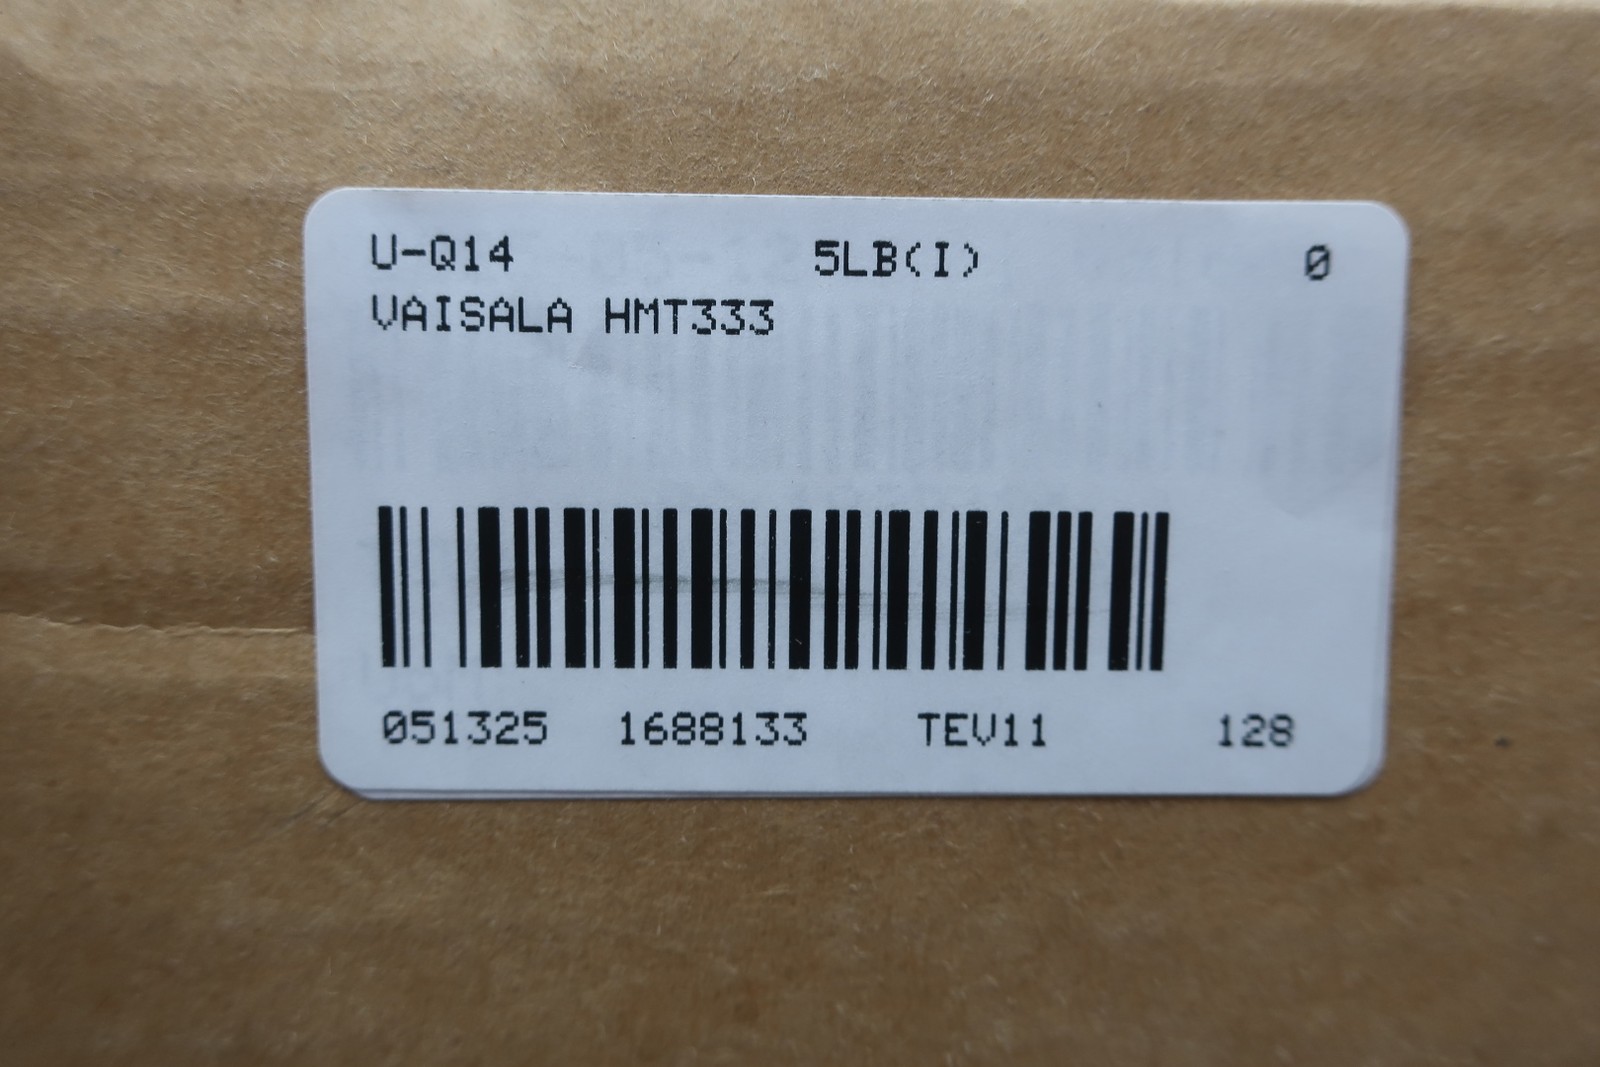 U-Q14 5LB(I) 0
VAISALA HMT333
051325 1688133 TEV11 128